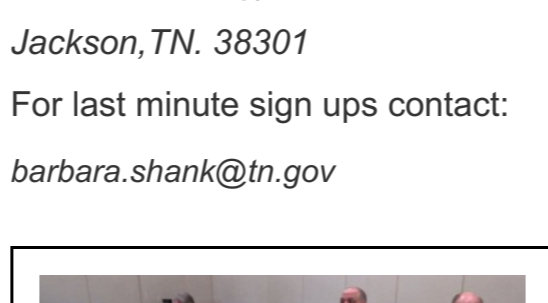 Jackson,TN. 38301
For last minute sign ups contact:
barbara.shank@tn.gov